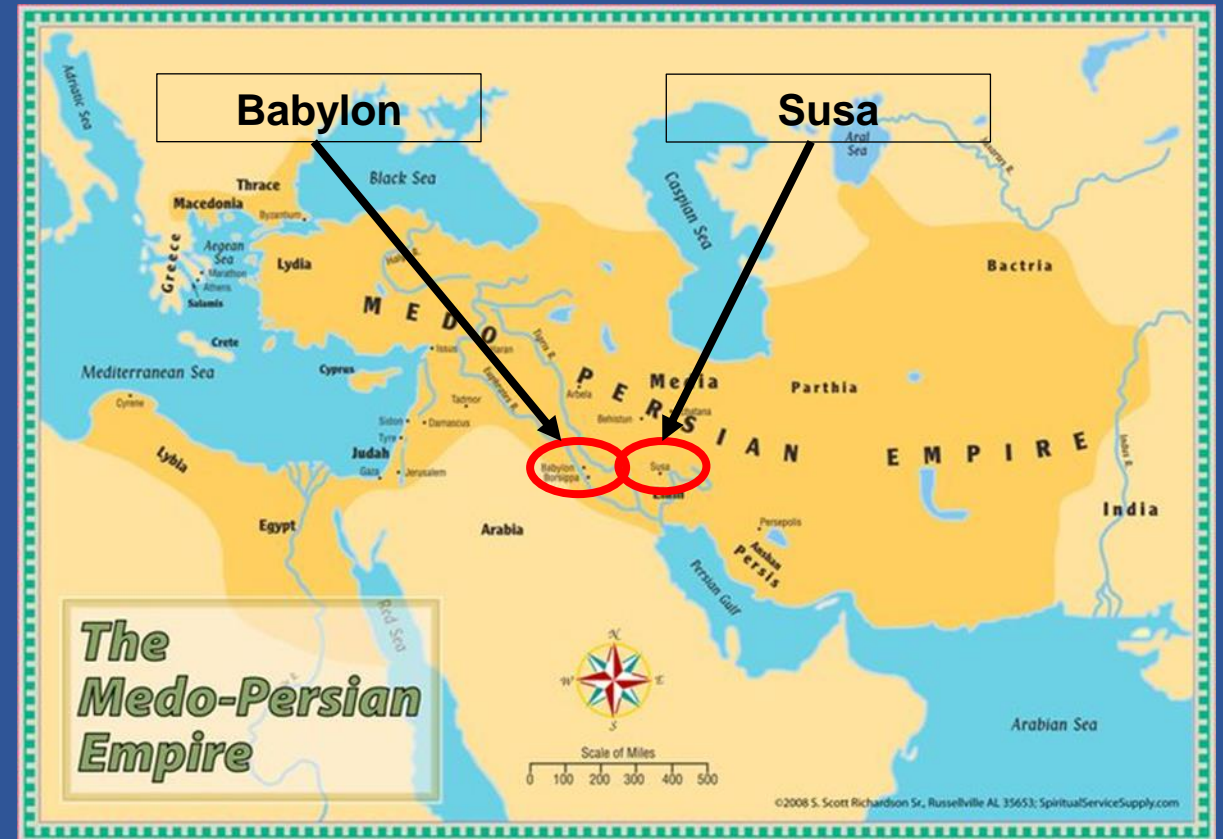 Babylon
Susa
Adriatic Sea
Black Sea
Aral
Sea
Jaxartes R.
Caspian Sea
Thrace
Macedonia
Byzantium
Greece
Aegean
Sea
Marathon
Athens
Salamis
Lydia
Halys R.
Bactria
MEDO
PERSIAN EMPIRE
Crete
Issus
Haran
Tigris R.
Mediterranean Sea
Cyprus
Euphrates R.
Arbela
Media
Parthia
Cyrene
Tadmor
Behistun
Sidon
Damascus
Tyre
Lybia
Judah
Gaza
Jerusalem
Babylon
Borsippa
Susa
Elam
Indus R.
India
Egypt
Arabia
Persepolis
Anshan
Persis
Persian Gulf
Red Sea
The
Medo-Persian
Empire
N
W E
S
Scale of Miles
0 100 200 300 400 500
Arabian Sea
©2008 S. Scott Richardson Sr., Russellville AL 35653; SpiritualServiceSupply.com